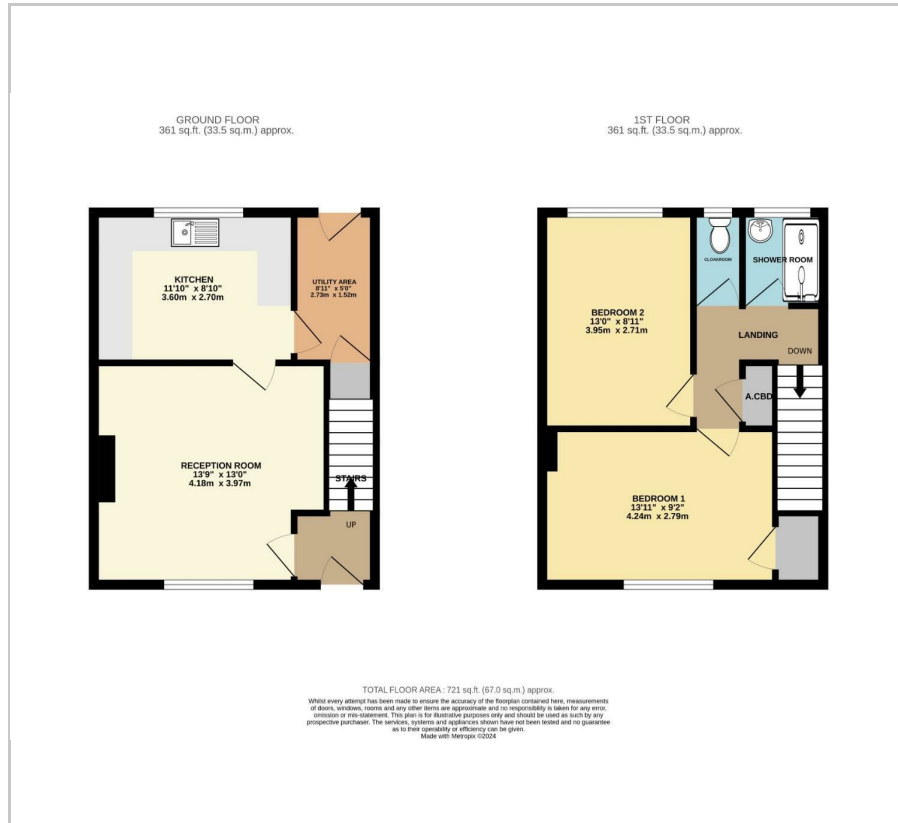 GROUND FLOOR
361 sq.ft. (33.5 sq.m.) approx.
KITCHEN
11'10" x 8'10"
3.60m x 2.70m
UTILITY AREA
8'11" x 5'0"
2.73m x 1.52m
RECEPTION ROOM
13'9" x 13'0"
4.18m x 3.97m
STAIRS
UP
1ST FLOOR
361 sq.ft. (33.5 sq.m.) approx.
CLOAKROOM
SHOWER ROOM
BEDROOM 2
13'0" x 8'11"
3.95m x 2.71m
LANDING
DOWN
A.CBD
BEDROOM 1
13'11" x 9'2"
4.24m x 2.79m
TOTAL FLOOR AREA : 721 sq.ft. (67.0 sq.m.) approx.
Whilst every attempt has been made to ensure the accuracy of the floorplan contained here, measurements
of doors, windows, rooms and any other items are approximate and no responsibility is taken for any error,
omission or mis-statement. This plan is for illustrative purposes only and should be used as such by any
prospective purchaser. The services, systems and appliances shown have not been tested and no guarantee
as to their operability or efficiency can be given.
Made with Metropix ©2024